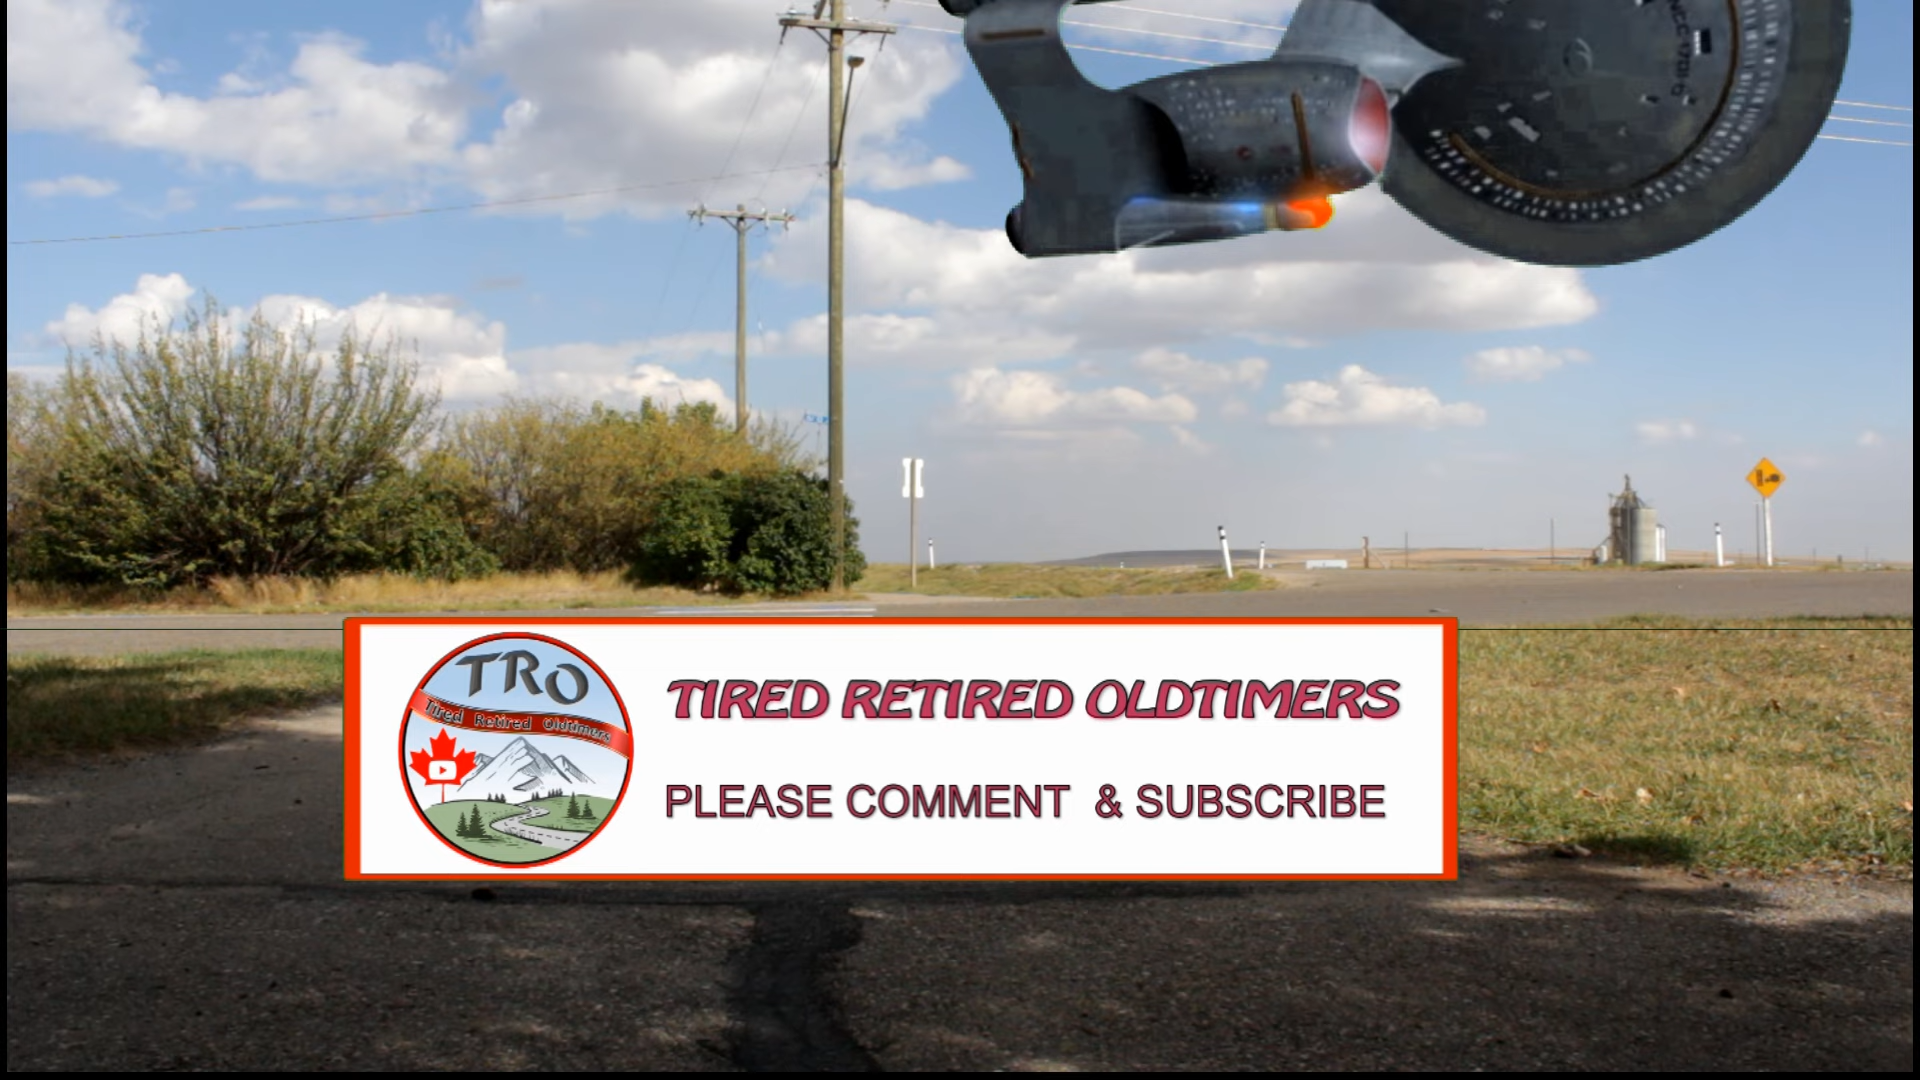 TRO
Tired Retired Oldtimers
TIRED RETIRED OLDTIMERS
PLEASE COMMENT & SUBSCRIBE